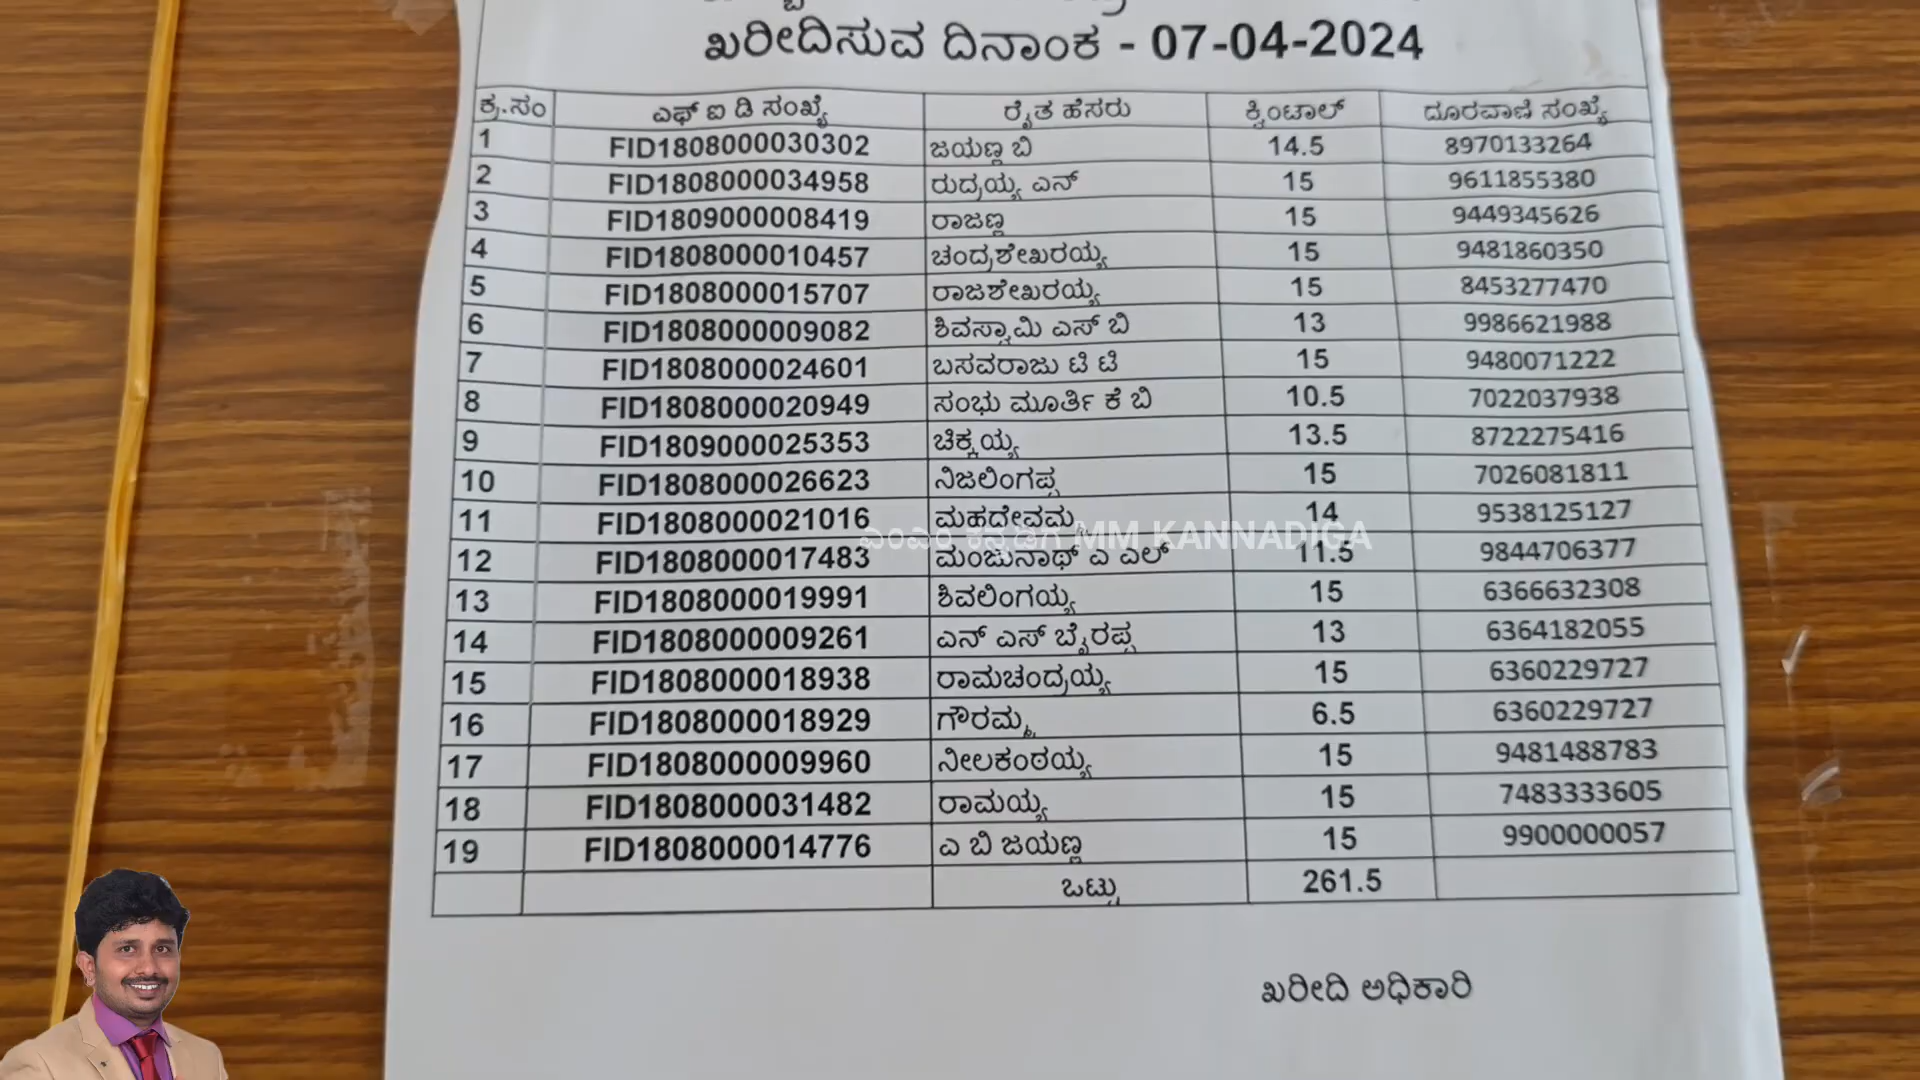 ಖರೀದಿಸುವ ದಿನಾಂಕ - 07-04-2024
ಕ್ರ.ಸಂ ಎಫ್ ಐ ಡಿ ಸಂಖ್ಯೆ ರೈತ ಹೆಸರು ಕ್ವಿಂಟಾಲ್ ದೂರವಾಣಿ ಸಂಖ್ಯೆ
1 FID1808000030302 ಜಯಣ್ಣ ಬಿ 14.5 8970133264
2 FID1808000034958 ರುದ್ರಯ್ಯ ಎನ್ 15 9611855380
3 FID1809000008419 ರಾಜಣ್ಣ 15 9449345626
4 FID1808000010457 ಚಂದ್ರಶೇಖರಯ್ಯ 15 9481860350
5 FID1808000015707 ರಾಜಶೇಖರಯ್ಯ 15 8453277470
6 FID1808000009082 ಶಿವಸ್ವಾಮಿ ಎಸ್ ಬಿ 13 9986621988
7 FID1808000024601 ಬಸವರಾಜು ಟಿ ಟಿ 15 9480071222
8 FID1808000020949 ಸಂಭು ಮೂರ್ತಿ ಕೆ ಬಿ 10.5 7022037938
9 FID1809000025353 ಚಿಕ್ಕಯ್ಯ 13.5 8722275416
10 FID1808000026623 ನಿಜಲಿಂಗಪ್ಪ 15 7026081811
11 FID1808000021016 ಮಹದೇವಮ್ಮ 14 9538125127
ಎಂಎಂ ಕನ್ನಡಿಗ MM KANNADIGA
12 FID1808000017483 ಮಂಜುನಾಥ್ ಎ ಎಲ್ 11.5 9844706377
13 FID1808000019991 ಶಿವಲಿಂಗಯ್ಯ 15 6366632308
14 FID1808000009261 ಎನ್ ಎಸ್ ಬೈರಪ್ಪ 13 6364182055
15 FID1808000018938 ರಾಮಚಂದ್ರಯ್ಯ 15 6360229727
16 FID1808000018929 ಗೌರಮ್ಮ 6.5 6360229727
17 FID1808000009960 ನೀಲಕಂಠಯ್ಯ 15 9481488783
18 FID1808000031482 ರಾಮಯ್ಯ 15 7483333605
19 FID1808000014776 ಎ ಬಿ ಜಯಣ್ಣ 15 9900000057
ಒಟ್ಟು 261.5
ಖರೀದಿ ಅಧಿಕಾರಿ